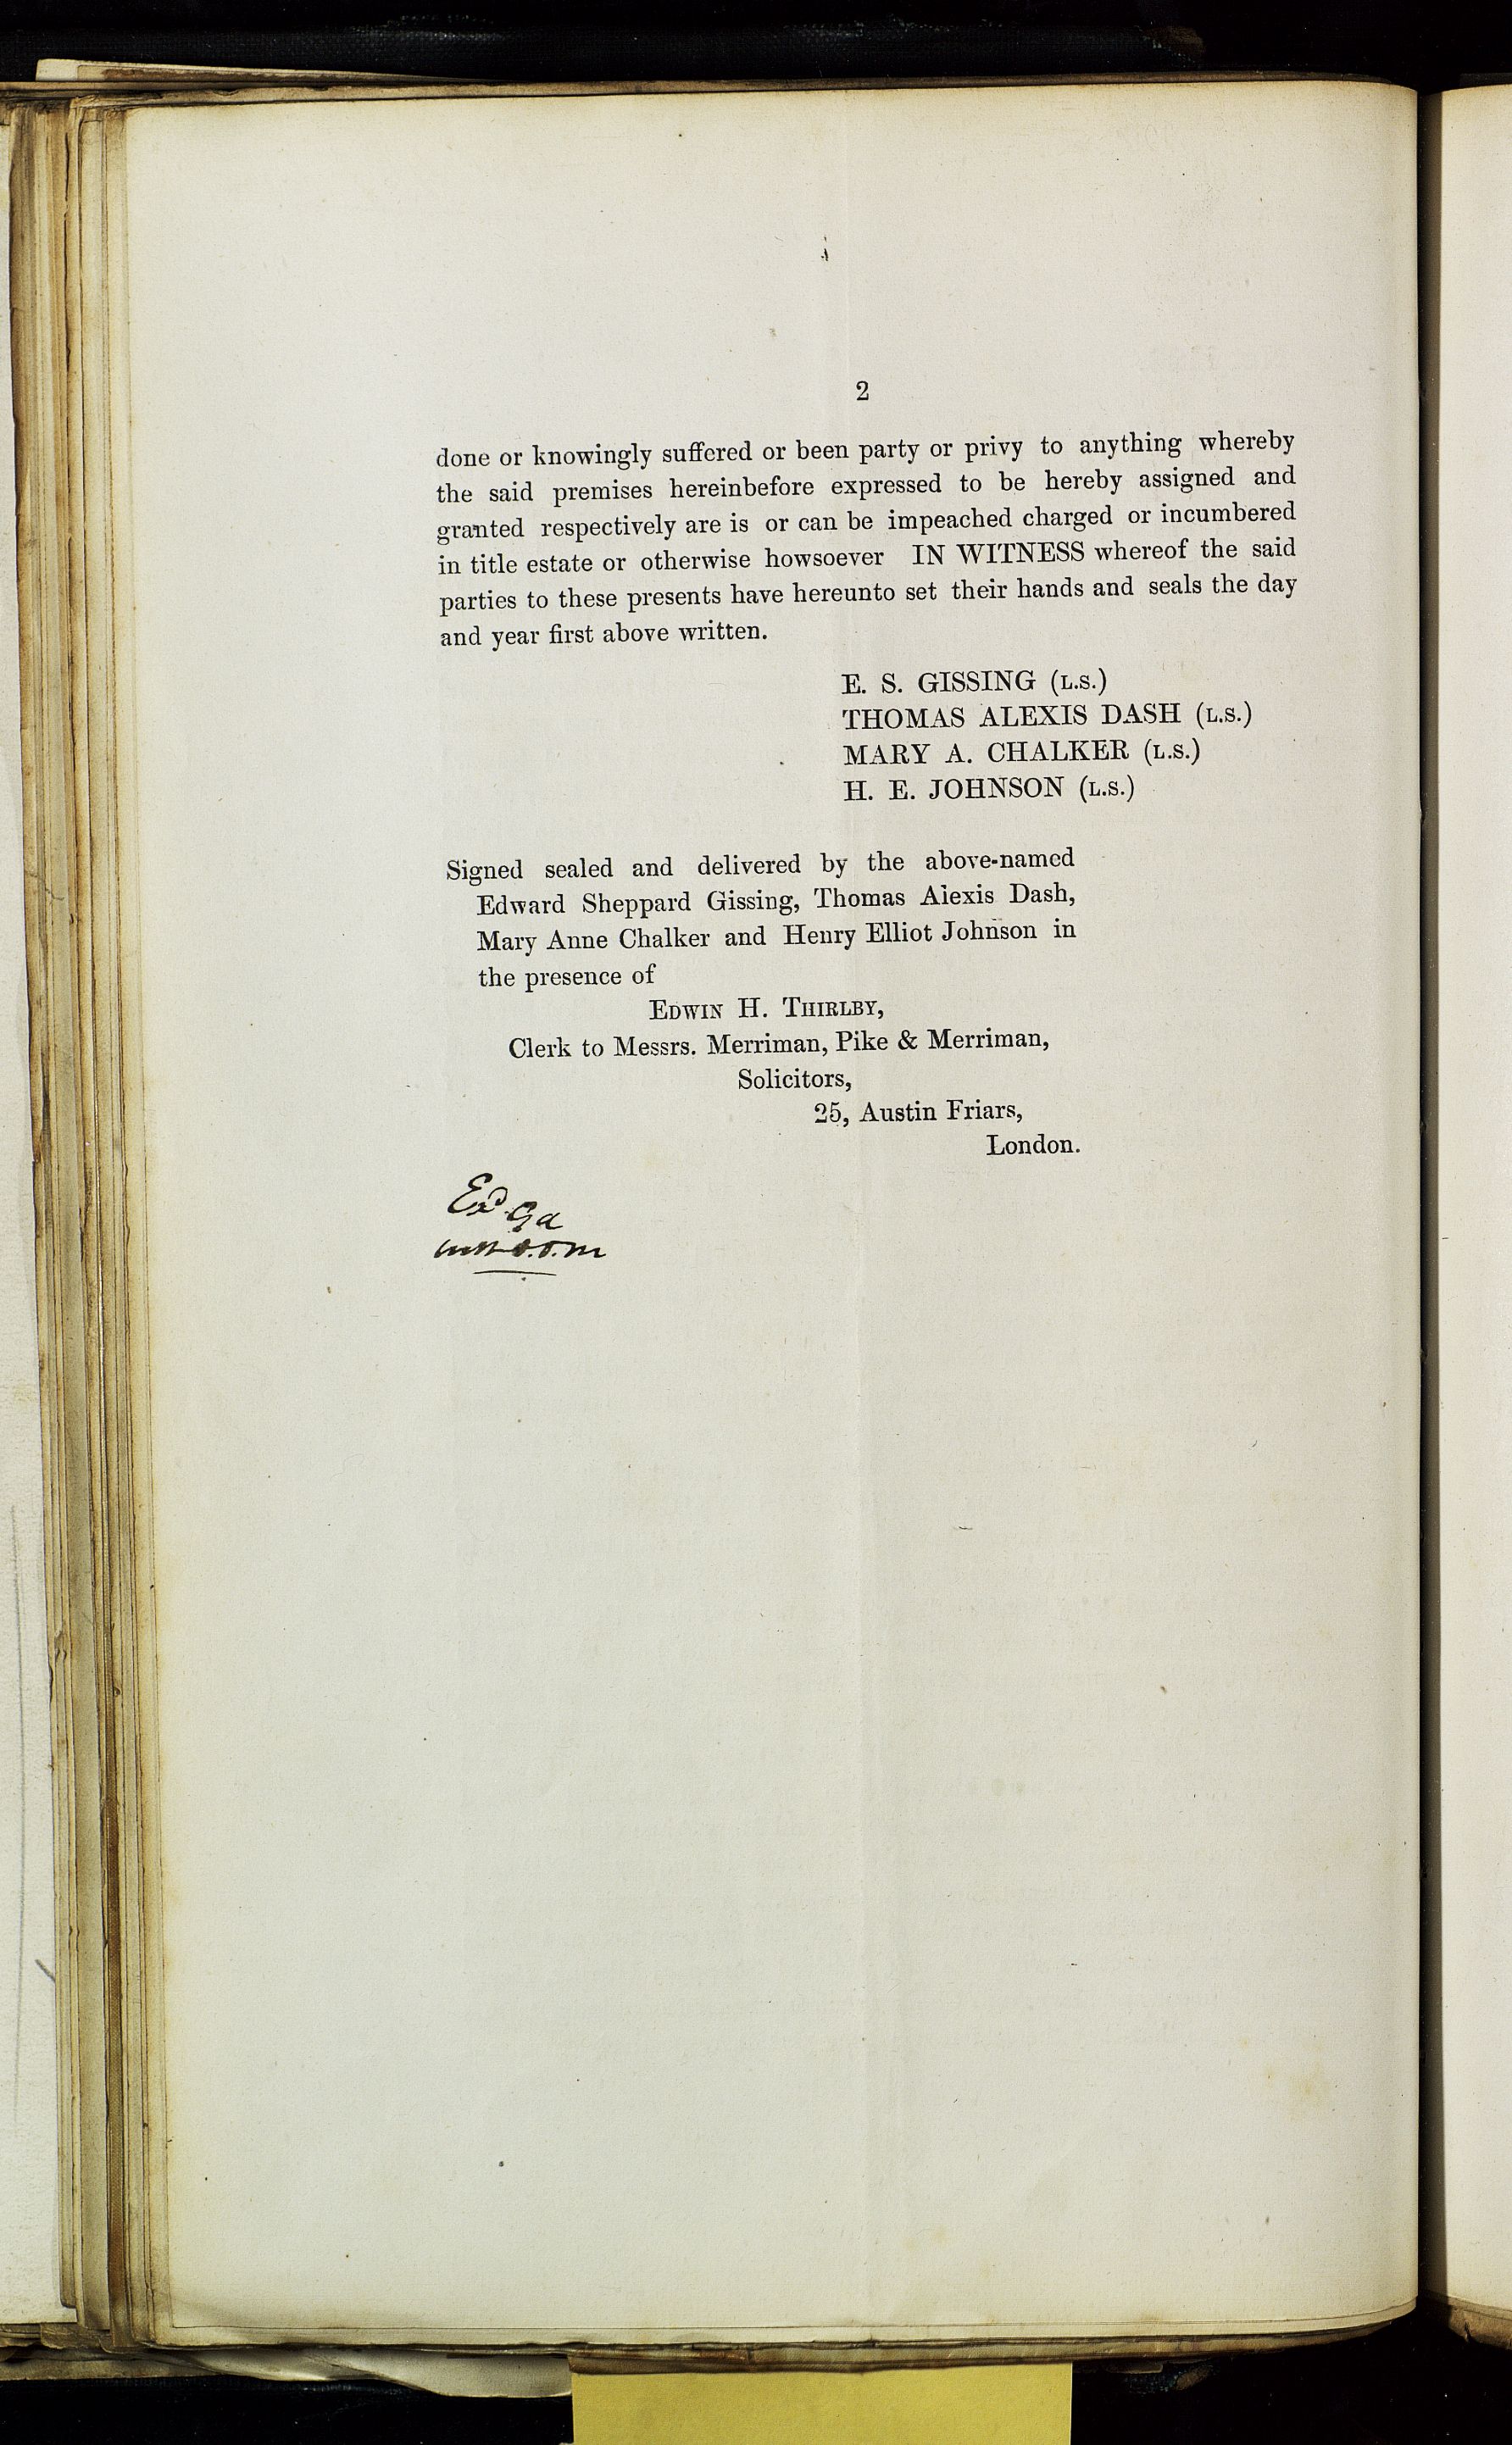 2
done or knowingly suffered or been party or privy to anything whereby
the said premises hereinbefore expressed to be hereby assigned and
granted respectively are is or can be impeached charged or incumbered
in title estate or otherwise howsoever IN WITNESS whereof the said
parties to these presents have hereunto set their hands and seals the day
and year first above written.
E. S. GISSING (L.S.)
THOMAS ALEXIS DASH (L.S.)
MARY A. CHALKER (L.S.)
H. E. JOHNSON (L.S.)
Signed sealed and delivered by the above-named
Edward Sheppard Gissing, Thomas Alexis Dash,
Mary Anne Chalker and Henry Elliot Johnson in
the presence of
EDWIN H. THIRLBY,
Clerk to Messrs. Merriman, Pike & Merriman,
Solicitors,
25, Austin Friars,
London.
Exd